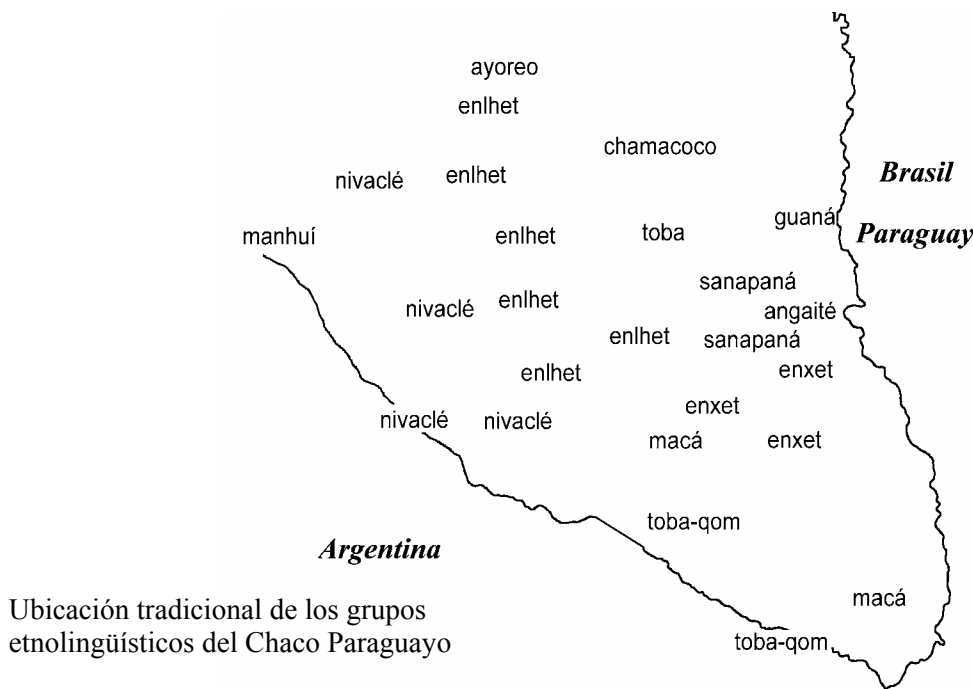 ayoreo
enlhet
chamacoco
Brasil
nivaclé
enlhet
guaná
manhuí
enlhet
toba
Paraguay
sanapaná
nivaclé
enlhet
angaité
enlhet
sanapaná
enlhet
enxet
enxet
nivaclé
nivaclé
macá
enxet
toba-qom
Argentina
macá
Ubicación tradicional de los grupos
etnolingüísticos del Chaco Paraguayo
toba-qom